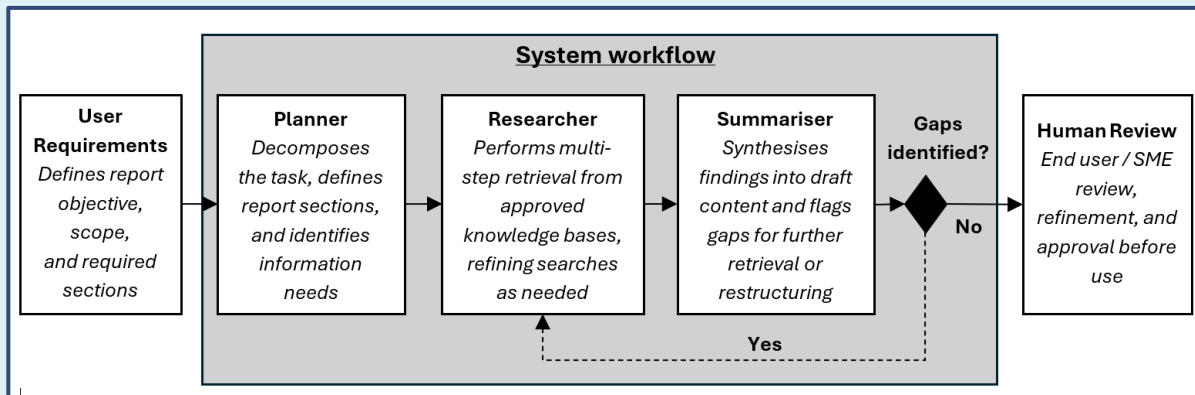 System workflow
User
Requirements
Defines report
objective,
scope,
and required
sections
Planner
Decomposes
the task, defines
report sections,
and identifies
information
needs
Researcher
Performs multi-
step retrieval from
approved
knowledge bases,
refining searches
as needed
Summariser
Synthesises
findings into draft
content and flags
gaps for further
retrieval or
restructuring
Gaps
identified?
No
Yes
Human Review
End user / SME
review,
refinement, and
approval before
use